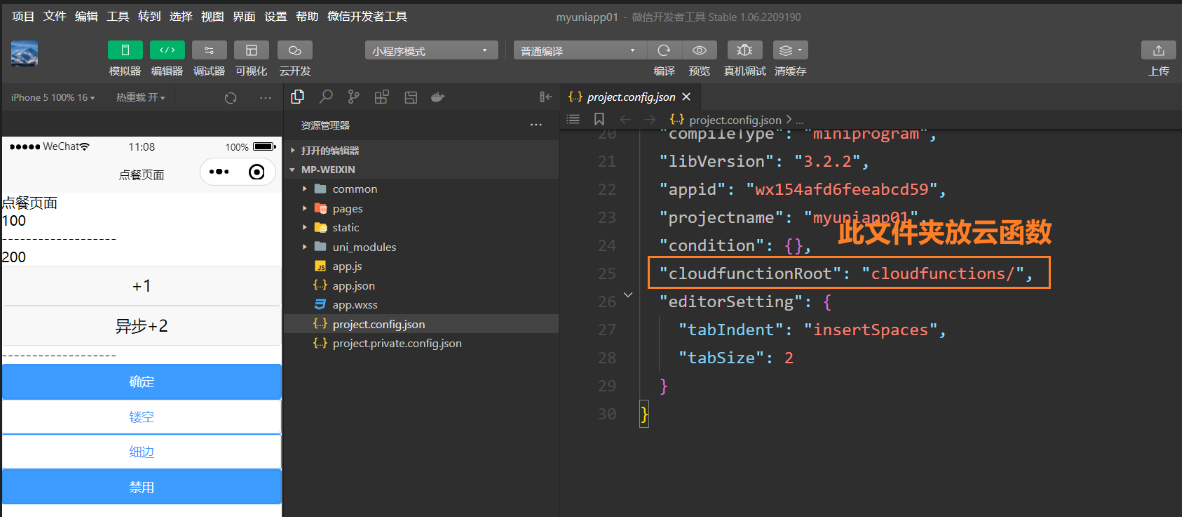 项目 文件 编辑 工具 转到 选择 视图 界面 设置 帮助 微信开发者工具
myuniapp01 - 微信开发者工具 Stable 1.06.2209190
模拟器 编辑器 调试器 可视化 云开发
小程序模式
普通编译
编译 预览 真机调试 清缓存
上传
iPhone 5 100% 16 热重载 开
WeChat
11:08
100%
点餐页面
点餐页面
100
------------------
200
+1
异步+2
------------------
确定
镂空
细边
禁用
资源管理器
打开的编辑器
MP-WEIXIN
common
pages
static
uni_modules
app.js
app.json
app.wxss
project.config.json
project.private.config.json
project.config.json
project.config.json > ...
20 "compileType": "miniprogram",
21 "libVersion": "3.2.2",
22 "appid": "wx154afd6feeabcd59",
23 "projectname": "myuniapp01",
此文件夹放云函数
24 "condition": {},
25 "cloudfunctionRoot": "cloudfunctions/",
26 "editorSetting": {
27 "tabIndent": "insertSpaces",
28 "tabSize": 2
29 }
30 }